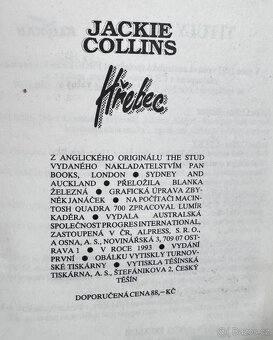 JACKIE
COLLINS
Hřebec
Z ANGLICKÉHO ORIGINÁLU THE STUD
VYDANÉHO NAKLADATELSTVÍM PAN
BOOKS, LONDON ● SYDNEY AND
AUCKLAND ● PŘELOŽILA BLANKA
ŽELEZNÁ ● GRAFICKÁ ÚPRAVA ZBY-
NĚK JANÁČEK ● NA POČÍTAČI MACIN-
TOSH QUADRA 700 ZPRACOVAL LUMÍR
KADĚRA ● VYDALA AUSTRALSKÁ
SPOLEČNOST PROGRES INTERNATIONAL,
ZASTOUPENÁ V ČR, ALPRESS, S. R. O.,
A OSNA, A. S., NOVINÁŘSKÁ 3, 709 07 OST-
RAVA 1 ● V ROCE 1993 ● VYDÁNÍ
PRVNÍ ● OBÁLKU VYTISKLY TURNOV-
SKÉ TISKÁRNY ● VYTISKLA TĚŠÍNSKÁ
TISKÁRNA, A. S., ŠTEFÁNIKOVA 2, ČESKÝ
TĚŠÍN
DOPORUČENÁ CENA 88,– KČ